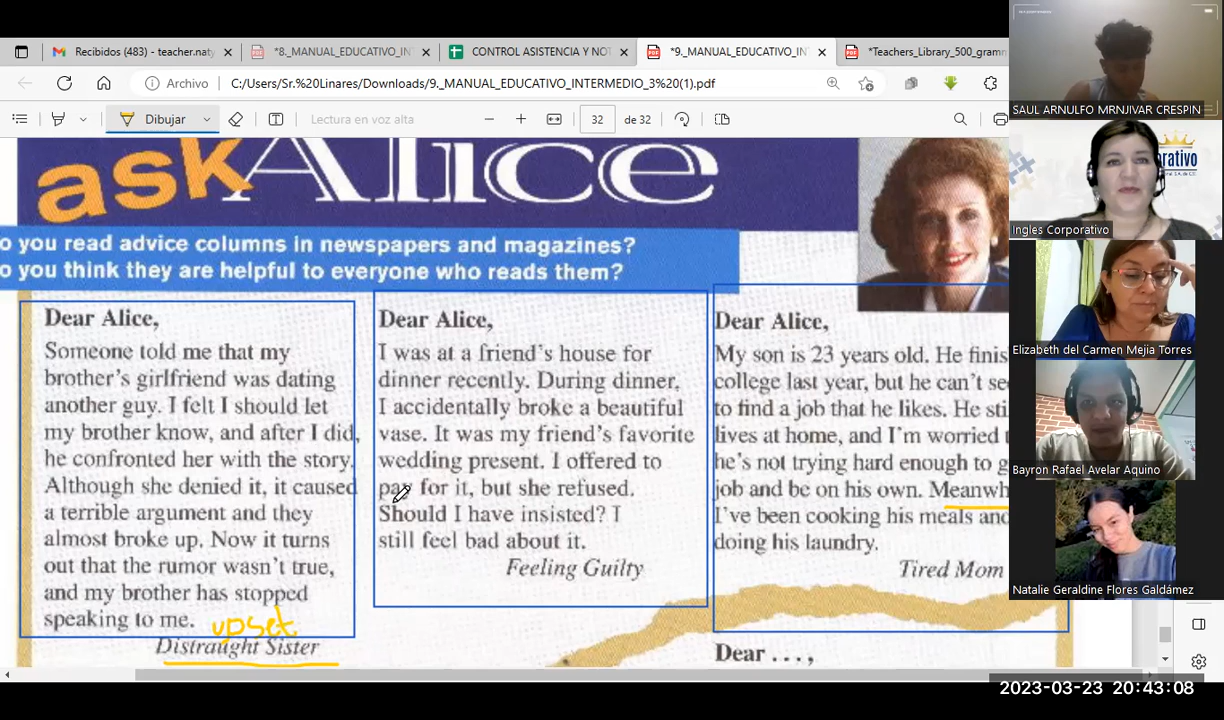 Recibidos (483) - teacher.naty
*8._MANUAL_EDUCATIVO_IN
CONTROL ASISTENCIA Y NOT
*9._MANUAL_EDUCATIVO_IN
*Teachers_Library_500_gramm
Archivo
C:/Users/Sr.%20Linares/Downloads/9._MANUAL_EDUCATIVO_INTERMEDIO_3%20(1).pdf
Dibujar
Lectura en voz alta
32
de 32
ask Alice
o you read advice columns in newspapers and magazines?
o you think they are helpful to everyone who reads them?
Dear Alice,
Someone told me that my
brother's girlfriend was dating
another guy. I felt I should let
my brother know, and after I did,
he confronted her with the story.
Although she denied it, it caused
a terrible argument and they
almost broke up. Now it turns
out that the rumor wasn't true,
and my brother has stopped
speaking to me.
upset
Distraught Sister
Dear Alice,
I was at a friend's house for
dinner recently. During dinner,
I accidentally broke a beautiful
vase. It was my friend's favorite
wedding present. I offered to
pay for it, but she refused.
Should I have insisted? I
still feel bad about it.
Feeling Guilty
Dear Alice,
My son is 23 years old. He finis
college last year, but he can't se
to find a job that he likes. He sti
lives at home, and I'm worried t
he's not trying hard enough to g
job and be on his own. Meanwh
I've been cooking his meals and
doing his laundry.
Tired Mom
Dear . . . ,
SAUL ARNULFO MRNJIVAR CRESPIN
orativo
Ingles Corporativo
Elizabeth del Carmen Mejia Torres
Bayron Rafael Avelar Aquino
Natalie Geraldine Flores Galdámez
2023-03-23 20:43:08